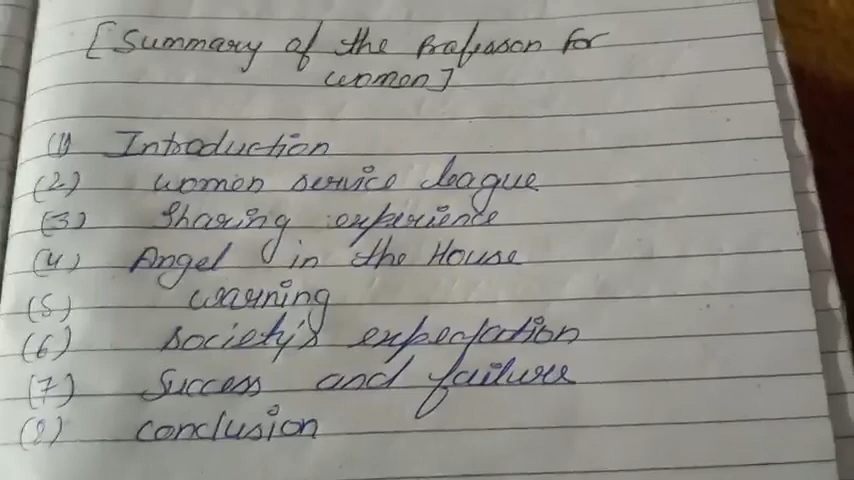 [Summary of the Profession for
women]
(1) Introduction
(2) women service league
(3) Sharing experience
(4) Angel in the House
(5) warning
(6) society's expectation
(7) Success and failure
(8) conclusion